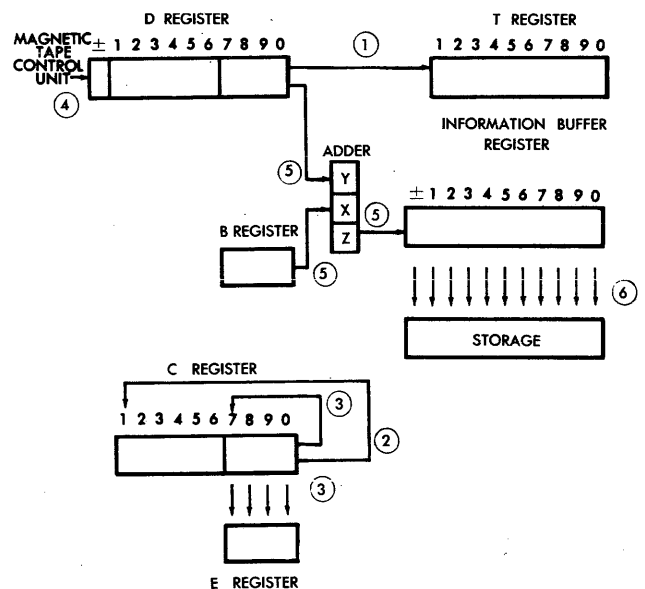 D REGISTER
T REGISTER
MAGNETIC TAPE CONTROL UNIT
± 1 2 3 4 5 6 7 8 9 0
1
1 2 3 4 5 6 7 8 9 0
4
INFORMATION BUFFER
REGISTER
ADDER
5
Y
X
Z
5
± 1 2 3 4 5 6 7 8 9 0
B REGISTER
5
6
STORAGE
C REGISTER
1 2 3 4 5 6 7 8 9 0
3
2
3
E REGISTER